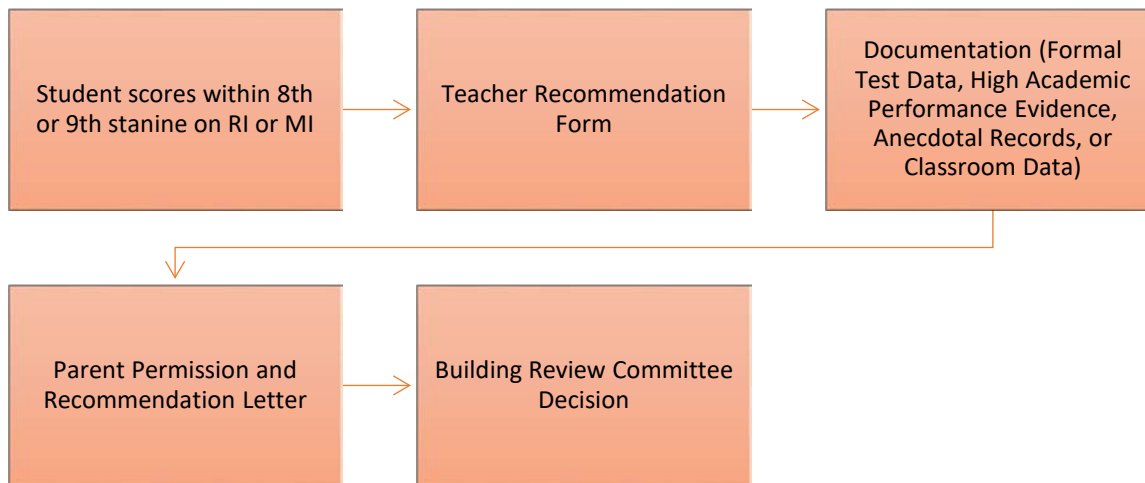 Student scores within 8th
or 9th stanine on RI or MI
Teacher Recommendation
Form
Documentation (Formal
Test Data, High Academic
Performance Evidence,
Anecdotal Records, or
Classroom Data)
Parent Permission and
Recommendation Letter
Building Review Committee
Decision